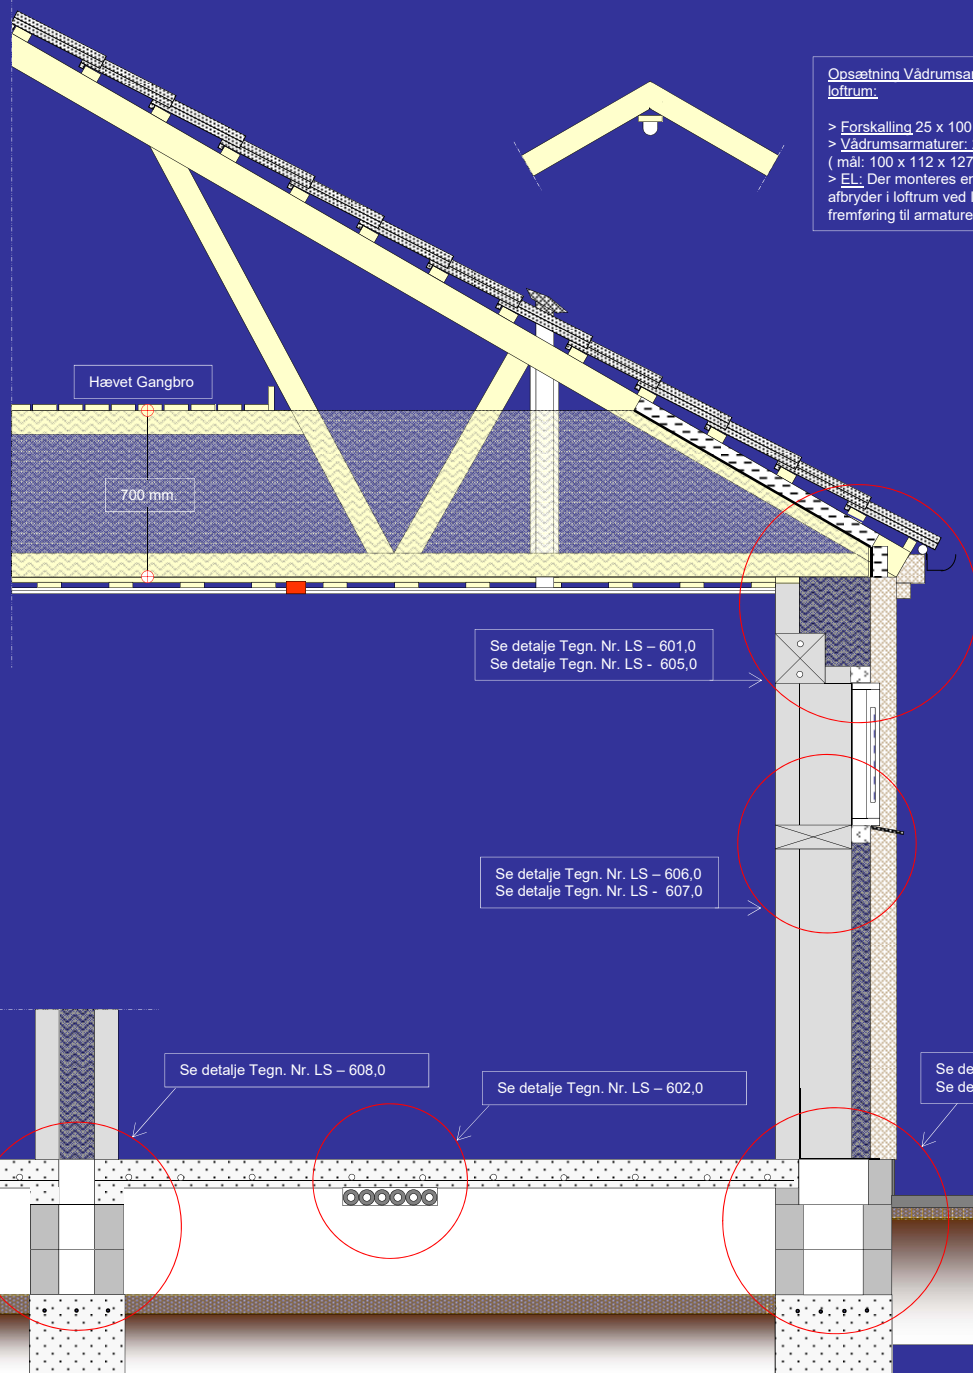 Opsætning Vådrumsar
loftrum:
> Forskalling 25 x 100
> Vådrumsarmaturer:
( mål: 100 x 112 x 127
> EL: Der monteres en
afbryder i loftrum ved l
fremføring til armature
Hævet Gangbro
700 mm.
Se detalje Tegn. Nr. LS – 601,0
Se detalje Tegn. Nr. LS - 605,0
Se detalje Tegn. Nr. LS – 606,0
Se detalje Tegn. Nr. LS - 607,0
Se detalje Tegn. Nr. LS – 608,0
Se detalje Tegn. Nr. LS – 602,0
Se de
Se de